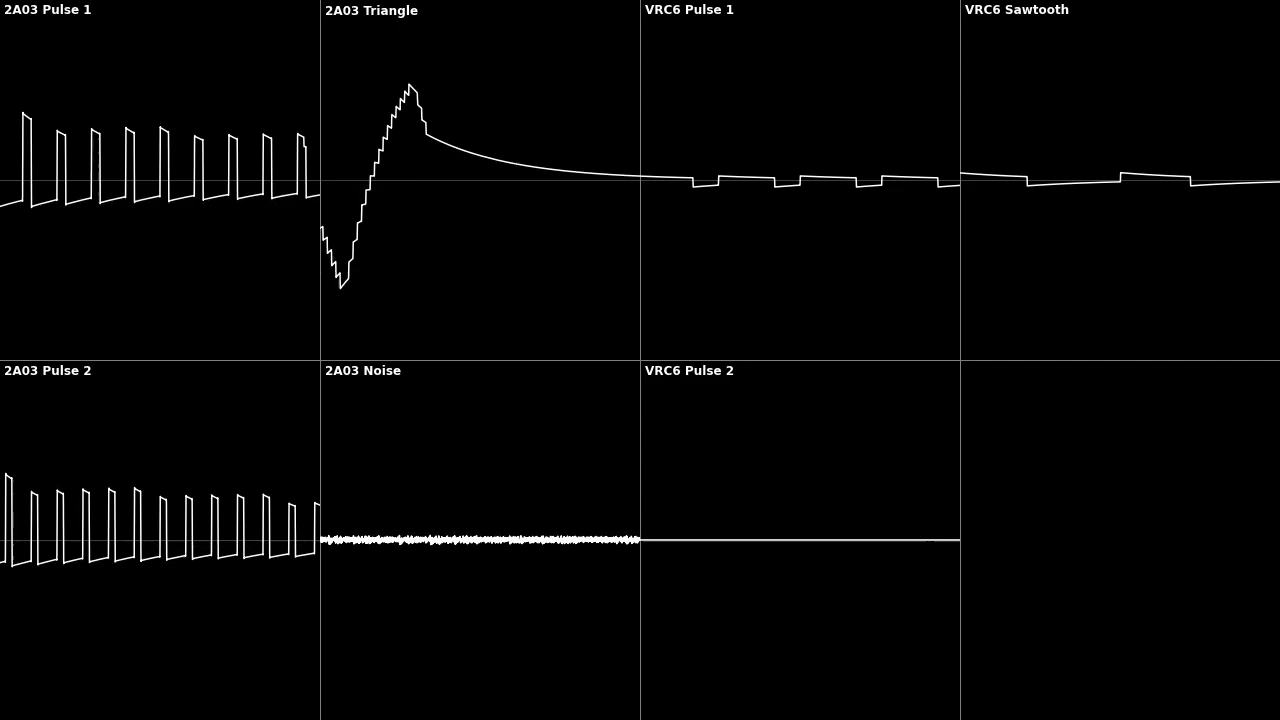 2A03 Pulse 1
2A03 Triangle
VRC6 Pulse 1
VRC6 Sawtooth
2A03 Pulse 2
2A03 Noise
VRC6 Pulse 2